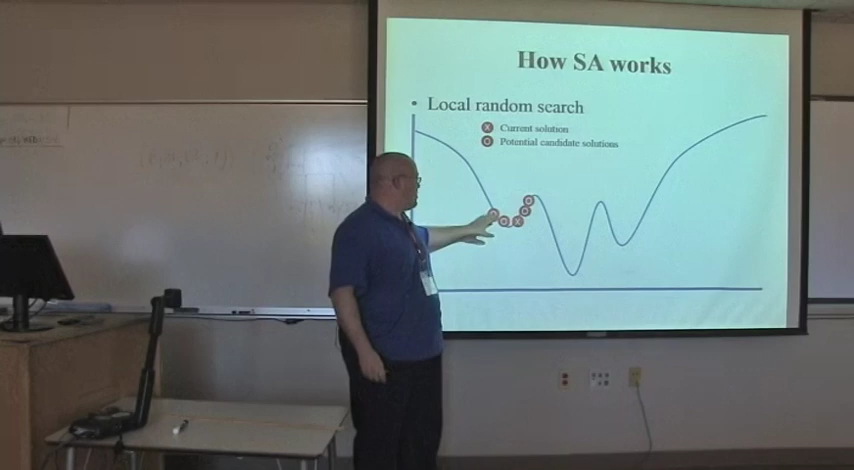 How SA works
• Local random search
X Current solution
O Potential candidate solutions